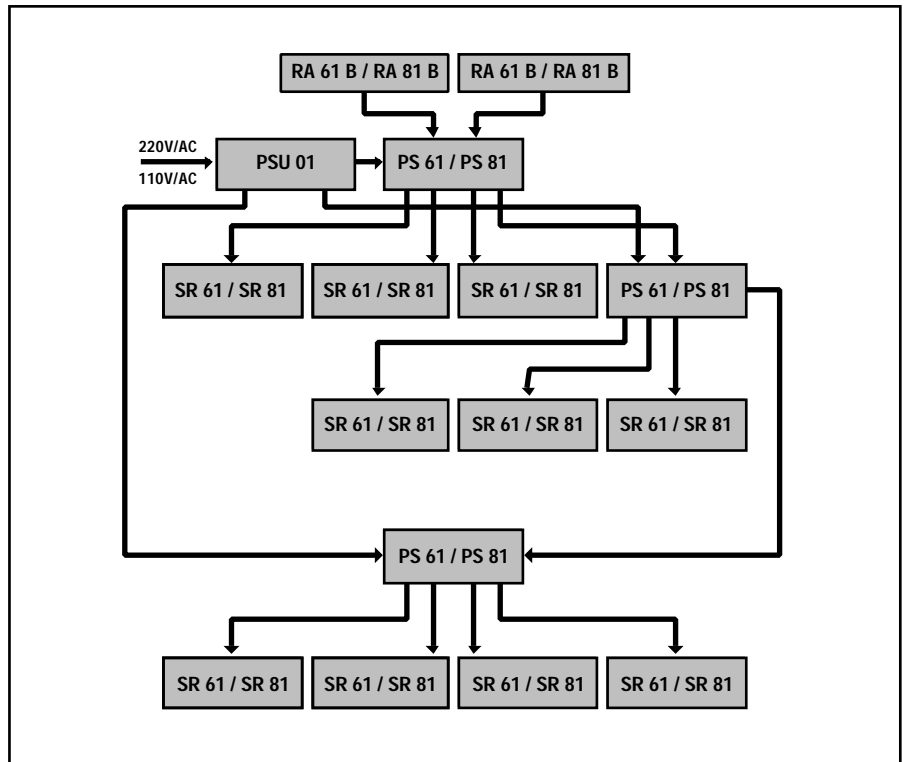 RA 61 B / RA 81 B
RA 61 B / RA 81 B
220V/AC
110V/AC
PSU 01
PS 61 / PS 81
SR 61 / SR 81
SR 61 / SR 81
SR 61 / SR 81
PS 61 / PS 81
SR 61 / SR 81
SR 61 / SR 81
SR 61 / SR 81
PS 61 / PS 81
SR 61 / SR 81
SR 61 / SR 81
SR 61 / SR 81
SR 61 / SR 81